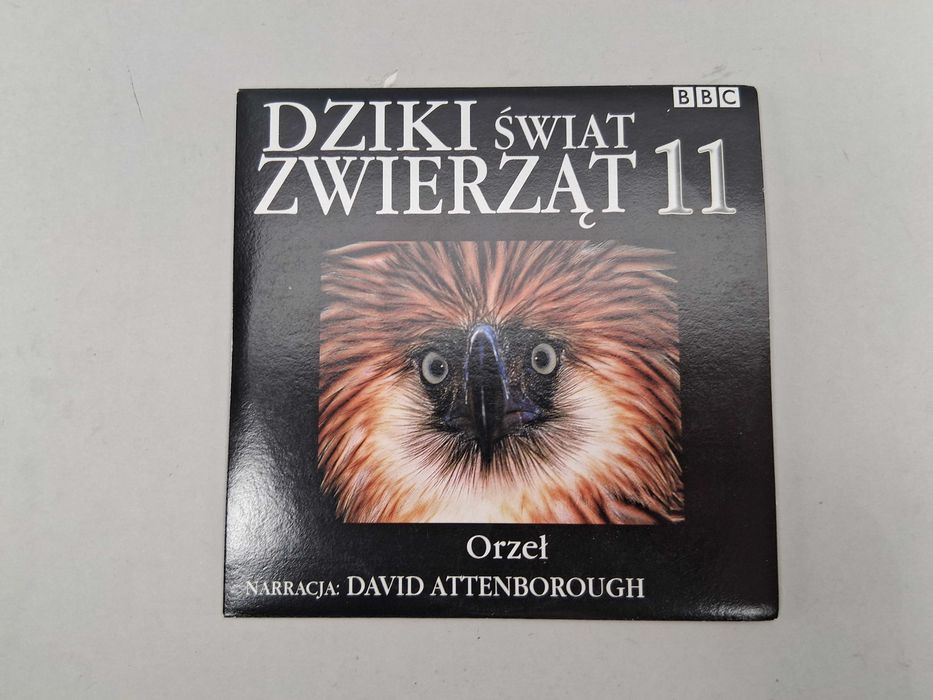 BBC
DZIKI ŚWIAT
ZWIERZĄT 11
Orzeł
NARRACJA: DAVID ATTENBOROUGH